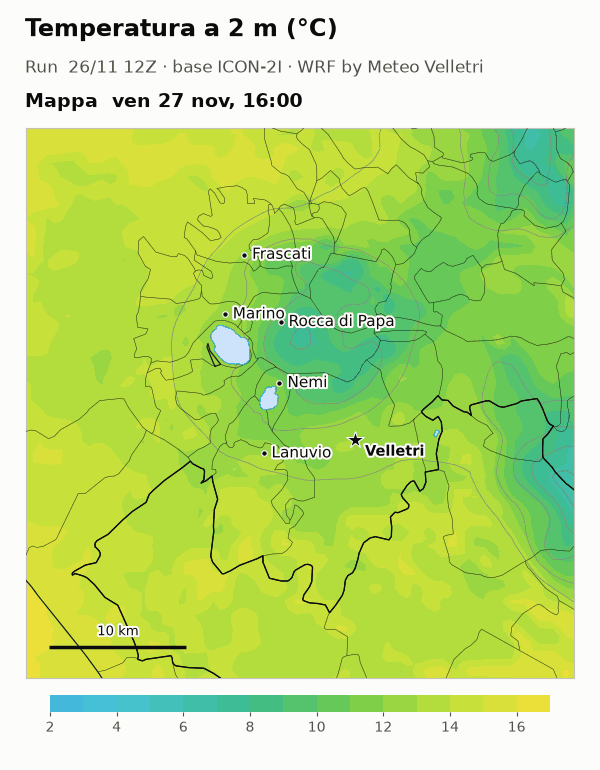 Temperatura a 2 m (°C)
Run  26/11 12Z · base ICON-2I · WRF by Meteo Velletri
Mappa  ven 27 nov, 16:00
Frascati
Marino
Rocca di Papa
Nemi
Velletri
Lanuvio
10 km
2 4 6 8 10 12 14 16